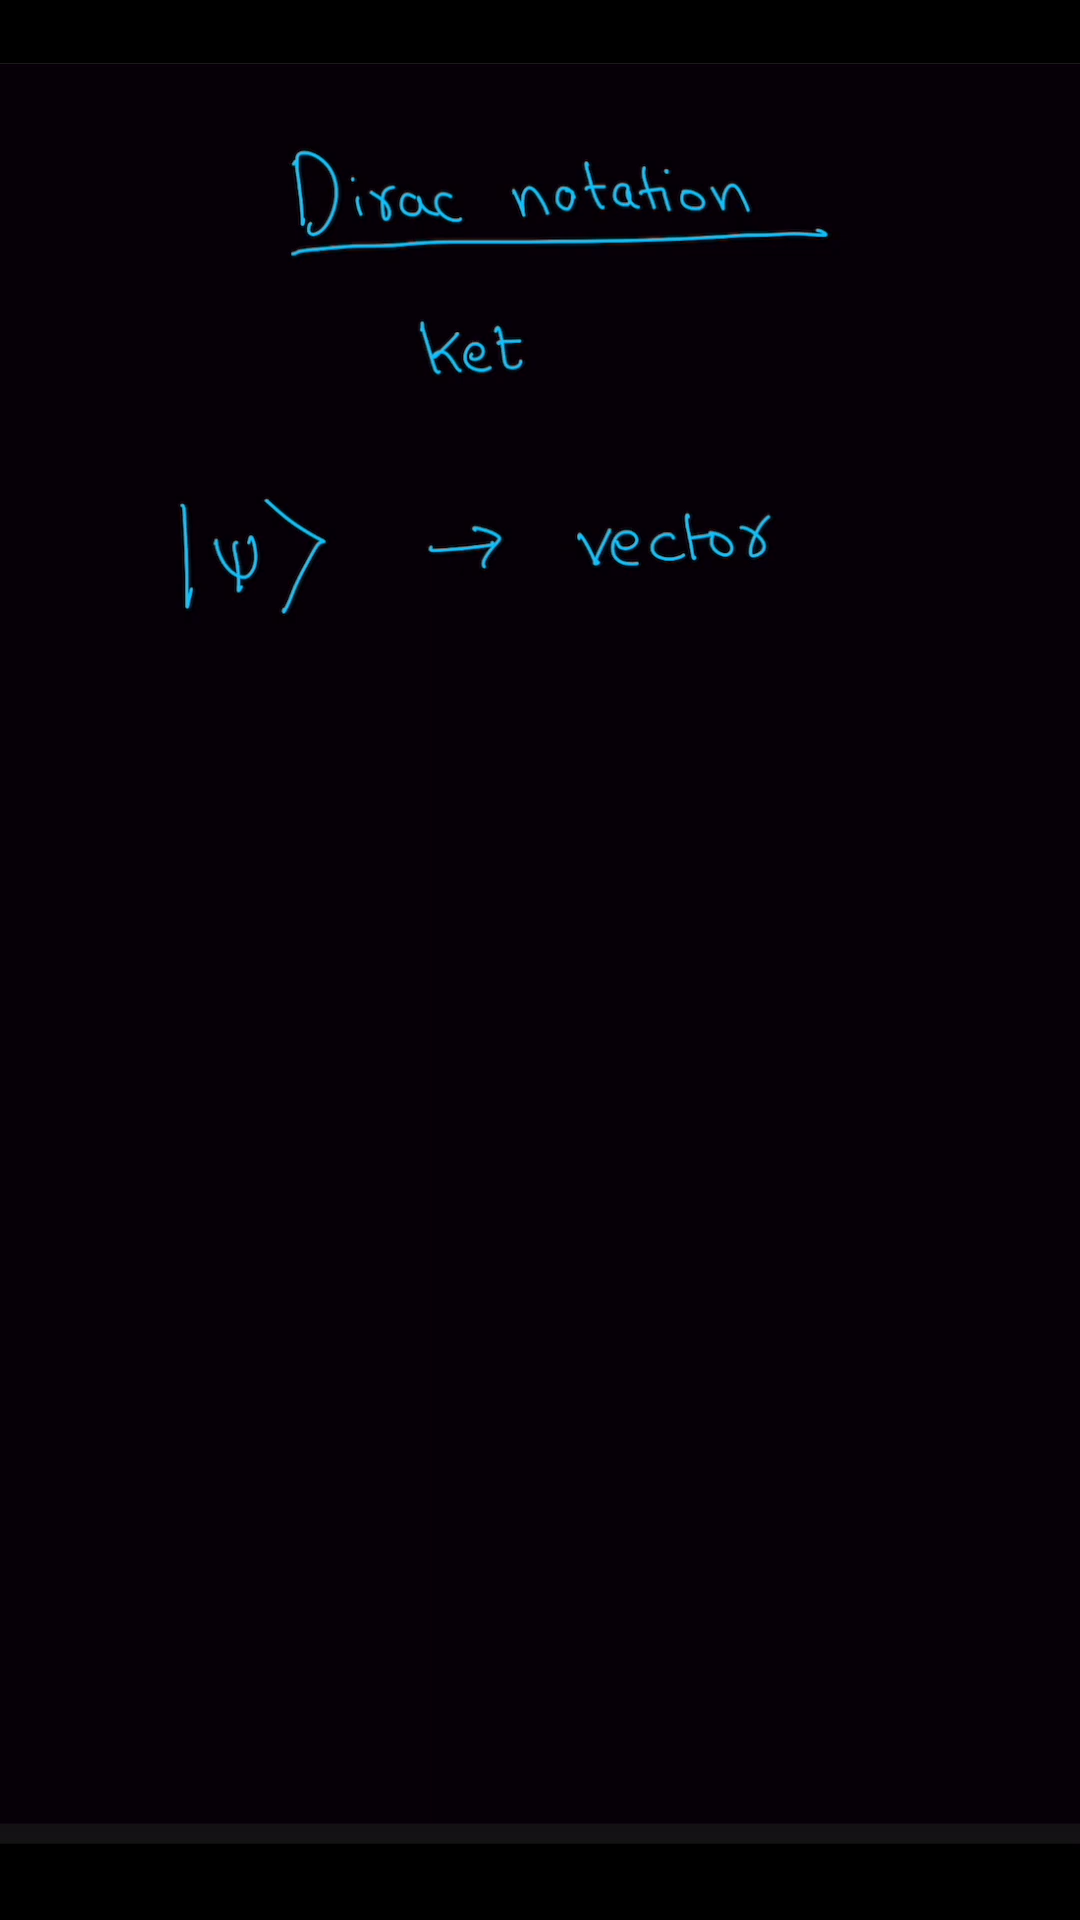 Dirac notation
ket
|ψ⟩ → vector